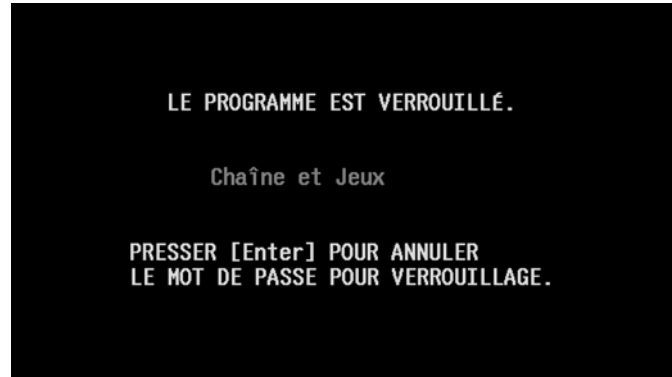 LE PROGRAMME EST VERROUILLÉ.
Chaîne et Jeux
PRESSER [Enter] POUR ANNULER
LE MOT DE PASSE POUR VERROUILLAGE.